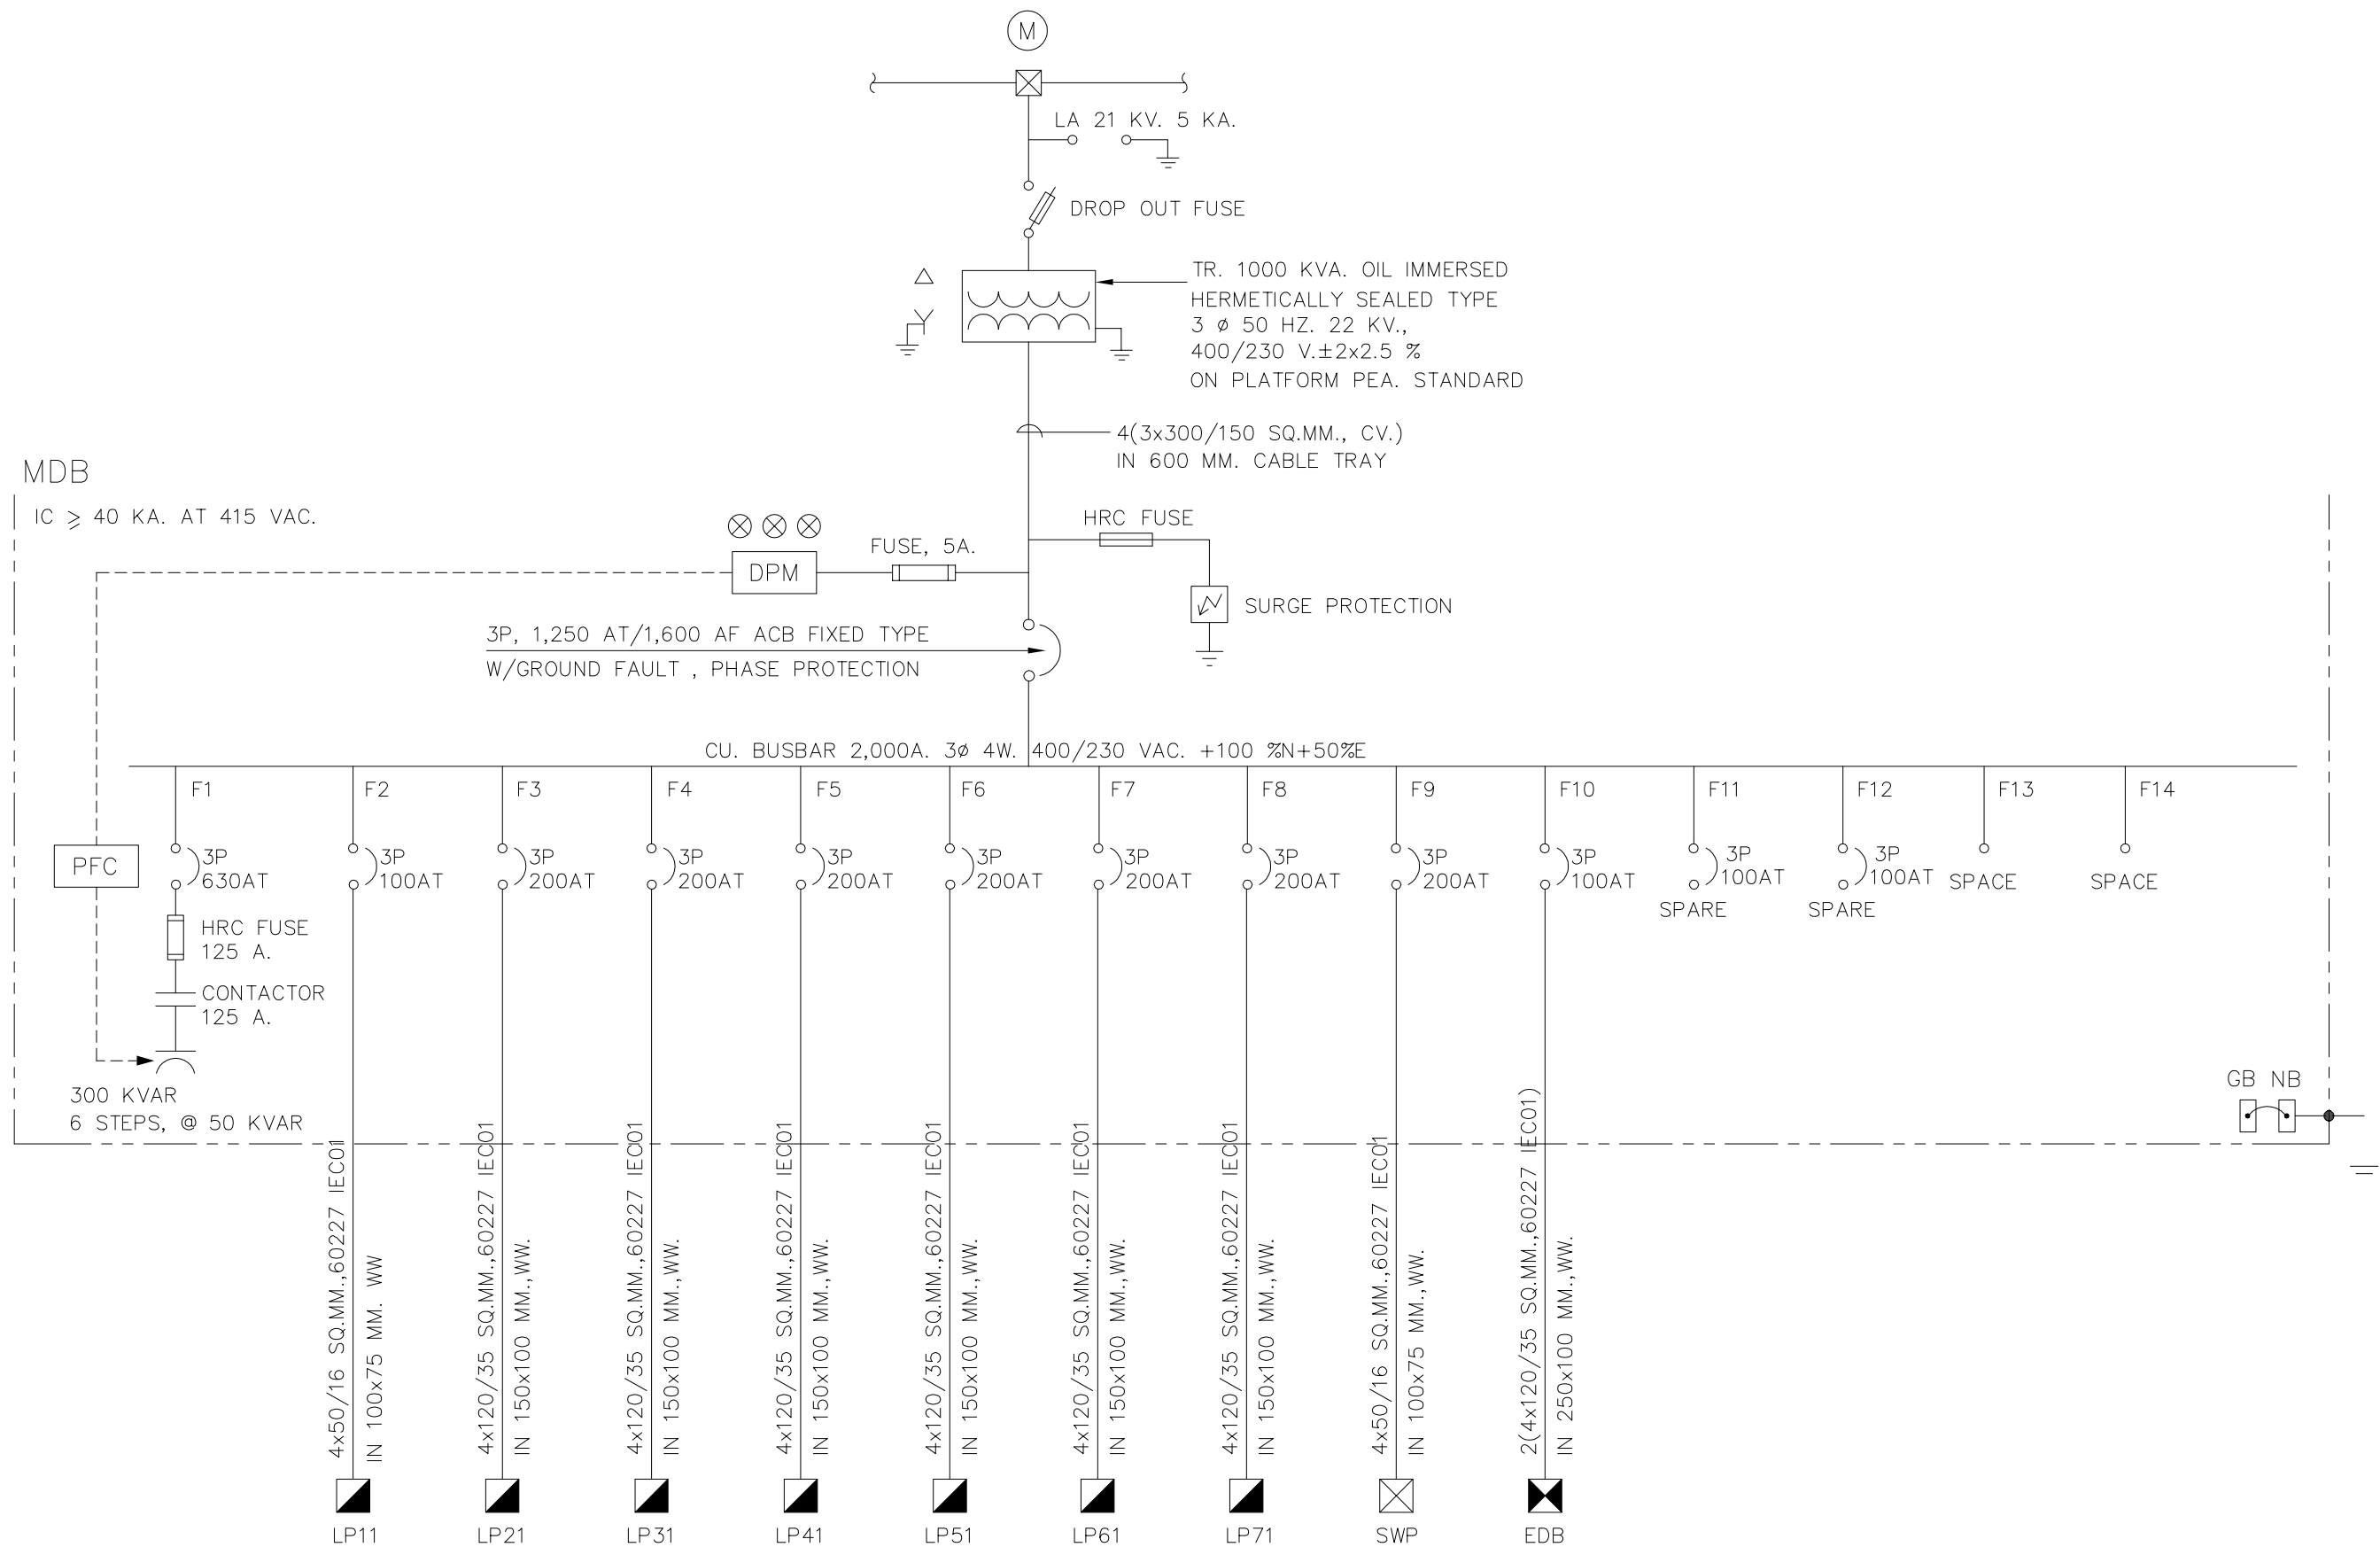 M
LA 21 KV. 5 KA.
DROP OUT FUSE
TR. 1000 KVA. OIL IMMERSED
HERMETICALLY SEALED TYPE
3 ø 50 HZ. 22 KV.,
400/230 V.±2x2.5 %
ON PLATFORM PEA. STANDARD
4(3x300/150 SQ.MM., CV.)
IN 600 MM. CABLE TRAY
MDB
IC ≥ 40 KA. AT 415 VAC.
HRC FUSE
FUSE, 5A.
DPM
SURGE PROTECTION
3P, 1,250 AT/1,600 AF ACB FIXED TYPE
W/GROUND FAULT , PHASE PROTECTION
CU. BUSBAR 2,000A. 3ø 4W. 400/230 VAC. +100 %N+50%E
F1
F2
F3
F4
F5
F6
F7
F8
F9
F10
F11
F12
F13
F14
PFC
3P
630AT
3P
100AT
3P
200AT
3P
200AT
3P
200AT
3P
200AT
3P
200AT
3P
200AT
3P
200AT
3P
100AT
3P
100AT
SPARE
3P
100AT
SPARE
SPACE
SPACE
HRC FUSE
125 A.
CONTACTOR
125 A.
300 KVAR
6 STEPS, @ 50 KVAR
GB NB
4x50/16 SQ.MM.,60227 IEC01
IN 100x75 MM. WW
4x120/35 SQ.MM.,60227 IEC01
IN 150x100 MM.,WW.
4x120/35 SQ.MM.,60227 IEC01
IN 150x100 MM.,WW.
4x120/35 SQ.MM.,60227 IEC01
IN 150x100 MM.,WW.
4x120/35 SQ.MM.,60227 IEC01
IN 150x100 MM.,WW.
4x120/35 SQ.MM.,60227 IEC01
IN 150x100 MM.,WW.
4x120/35 SQ.MM.,60227 IEC01
IN 150x100 MM.,WW.
4x50/16 SQ.MM.,60227 IEC01
IN 100x75 MM.,WW.
2(4x120/35 SQ.MM.,60227 IEC01)
IN 250x100 MM.,WW.
LP11
LP21
LP31
LP41
LP51
LP61
LP71
SWP
EDB